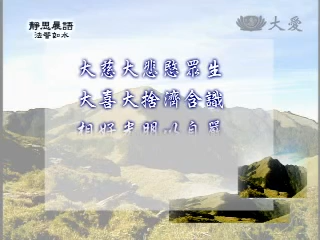 靜思晨語
法譬如水
大愛
大慈大悲愍眾生
大喜大捨濟含識
相好光明以自嚴